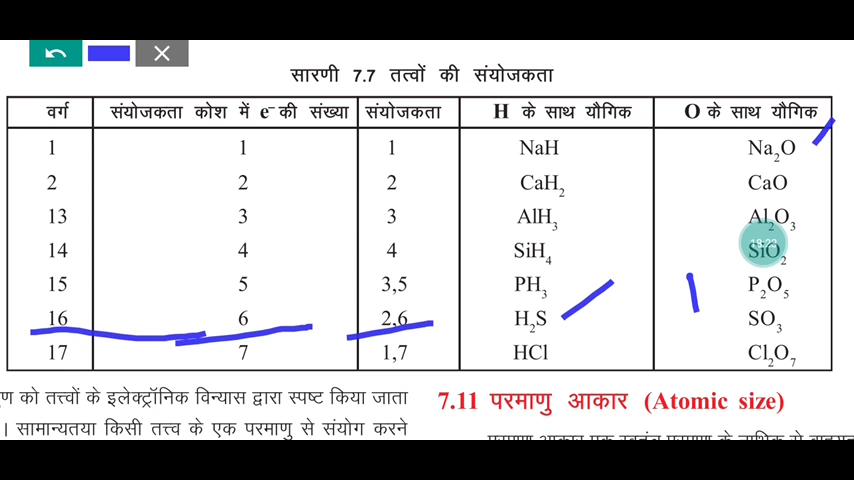 सारणी 7.7 तत्वों की संयोजकता
वर्ग संयोजकता कोश में e⁻ की संख्या संयोजकता H के साथ यौगिक O के साथ यौगिक
1 1 1 NaH Na₂O
2 2 2 CaH₂ CaO
13 3 3 AlH₃ Al₂O₃
14 4 4 SiH₄ SiO₂
15 5 3,5 PH₃ P₂O₅
16 6 2,6 H₂S SO₃
17 7 1,7 HCl Cl₂O₇
को तत्त्वों के इलेक्ट्रॉनिक विन्यास द्वारा स्पष्ट किया जाता
। सामान्यतया किसी तत्त्व के एक परमाणु से संयोग करने
7.11 परमाणु आकार (Atomic size)